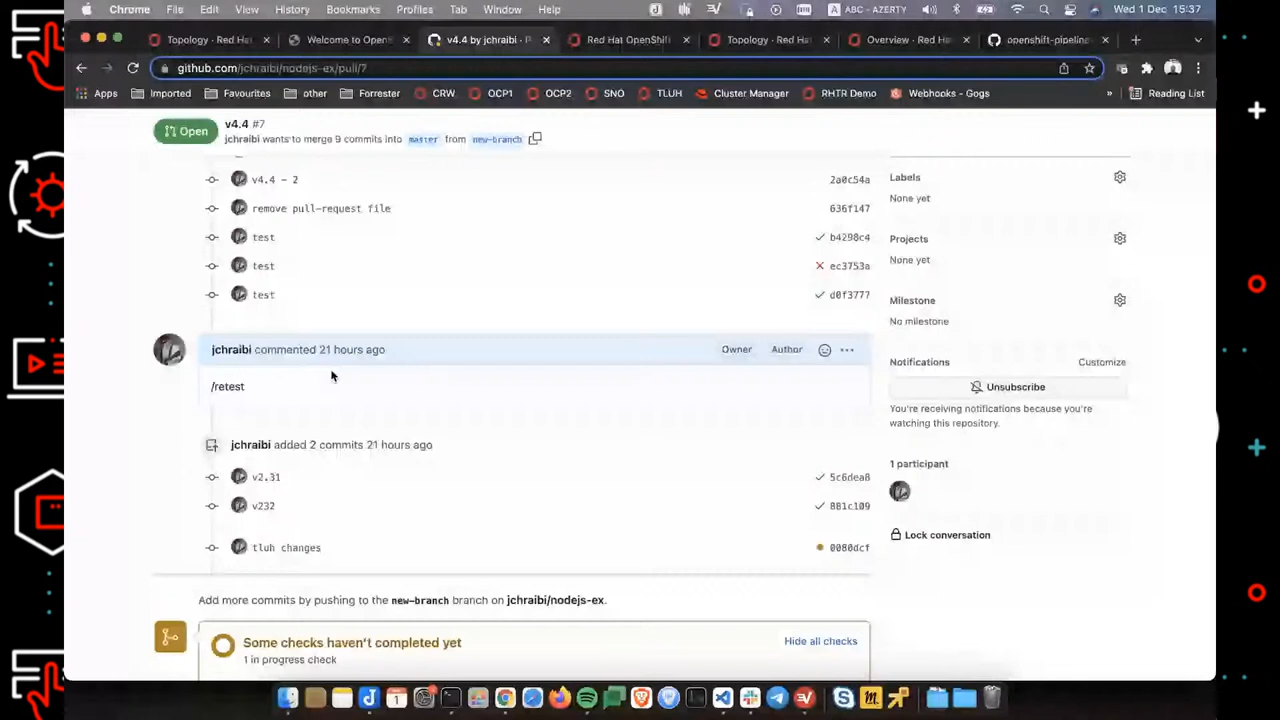 Chrome File Edit View History Bookmarks Profiles Tab Window Help A ABC - AZERTY Wed 1 Dec 15:37
Topology - Red Hat × Welcome to OpenS × v4.4 by jchraibi · P × Red Hat OpenShift × Topology - Red Hat × Overview - Red Hat × openshift-pipeline × +
github.com/jchraibi/nodejs-ex/pull/7
Apps Imported Favourites other Forrester CRW OCP1 OCP2 SNO TLUH Cluster Manager RHTR Demo Webhooks - Gogs » Reading List
Open
v4.4 #7
jchraibi wants to merge 9 commits into master from new-branch
v4.4 - 2 2a0c54a
remove pull-request file 636f147
test b4298c4
test ec3753a
test d0f3777
jchraibi commented 21 hours ago Owner Author
/retest
jchraibi added 2 commits 21 hours ago
v2.31 5c6dea8
v232 881c109
tluh changes 0080dcf
Add more commits by pushing to the new-branch branch on jchraibi/nodejs-ex.
Some checks haven't completed yet Hide all checks
1 in progress check
Labels
None yet
Projects
None yet
Milestone
No milestone
Notifications Customize
Unsubscribe
You're receiving notifications because you're
watching this repository.
1 participant
Lock conversation